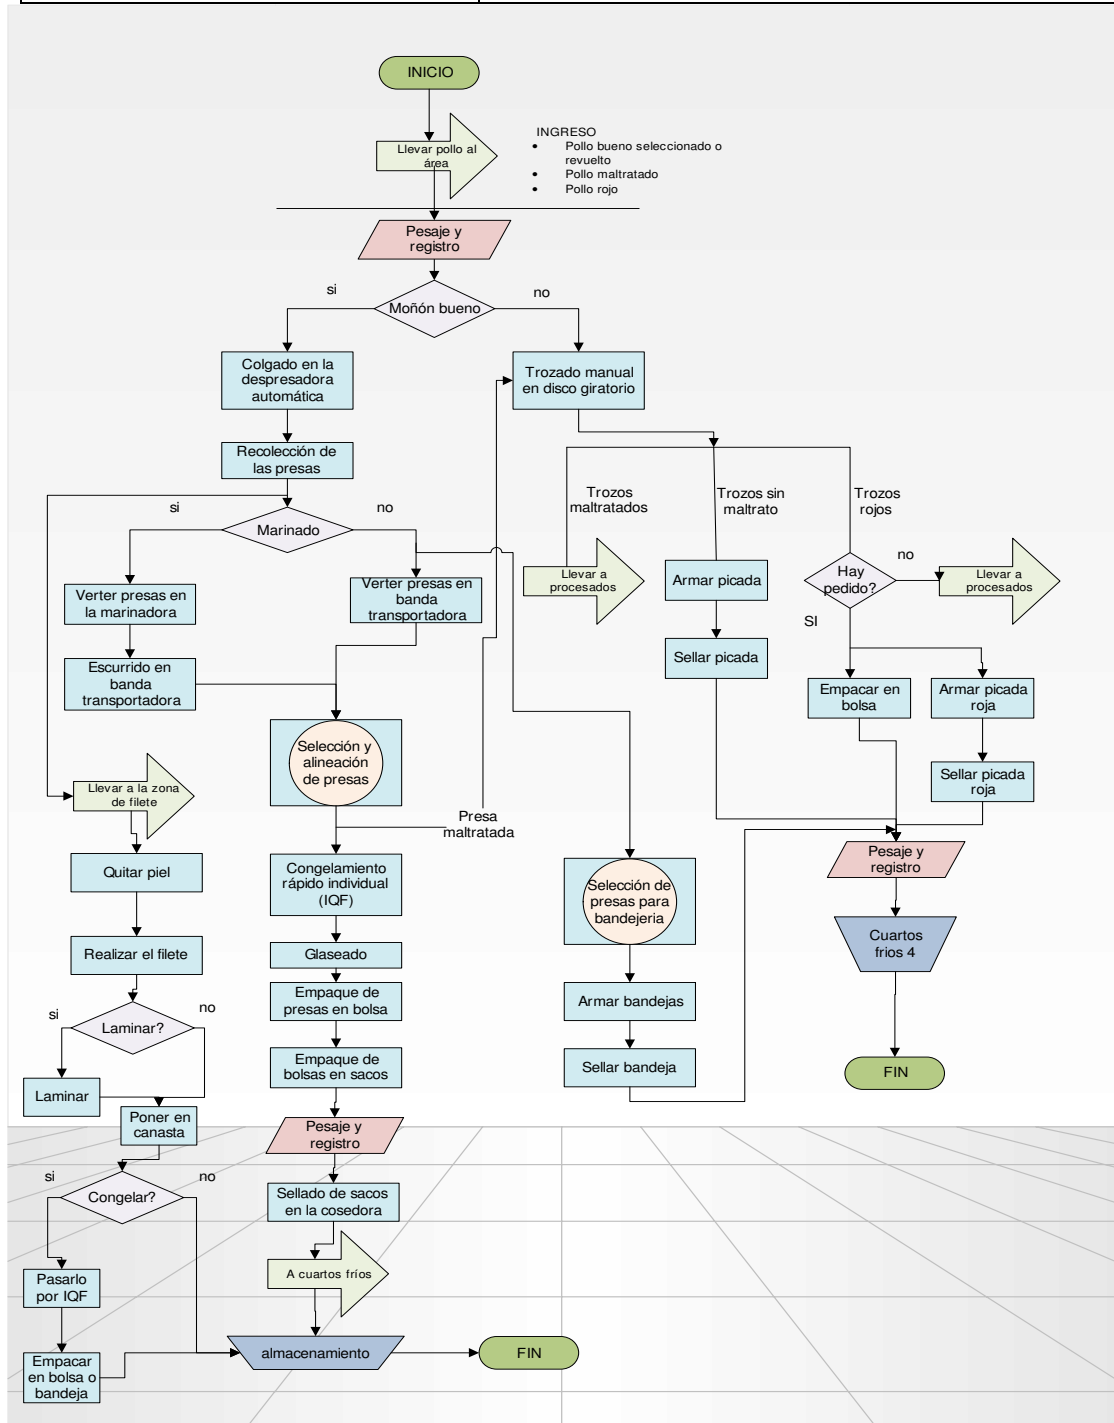 INICIO
Llevar pollo al
área
INGRESO
• Pollo bueno seleccionado o
revuelto
• Pollo maltratado
• Pollo rojo
Pesaje y
registro
si
no
Moñón bueno
Colgado en la
despresadora
automática
Trozado manual
en disco giratorio
Recolección de
las presas
Trozos
maltratados
Trozos sin
maltrato
Trozos
rojos
si
no
Marinado
no
Hay
pedido?
Llevar a
procesados
Llevar a
procesados
Armar picada
Verter presas en
la marinadora
Verter presas en
banda
transportadora
SI
Sellar picada
Escurrido en
banda
transportadora
Empacar en
bolsa
Armar picada
roja
Selección y
alineación
de presas
Sellar picada
roja
Llevar a la zona
de filete
Presa
maltratada
Quitar piel
Congelamiento
rápido individual
(IQF)
Selección de
presas para
bandejeria
Pesaje y
registro
Realizar el filete
Glaseado
Cuartos
frios 4
Empaque de
presas en bolsa
Armar bandejas
si
no
Laminar?
Empaque de
bolsas en sacos
Sellar bandeja
FIN
Laminar
Poner en
canasta
Pesaje y
registro
si
no
Congelar?
Sellado de sacos
en la cosedora
Pasarlo
por IQF
A cuartos fríos
Empacar
en bolsa o
bandeja
almacenamiento
FIN